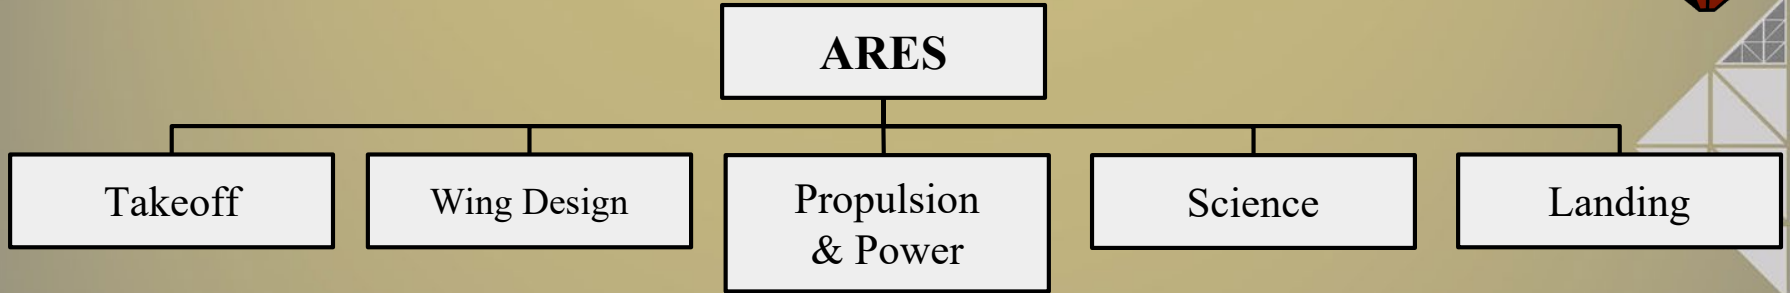 ARES
Takeoff
Wing Design
Propulsion
& Power
Science
Landing